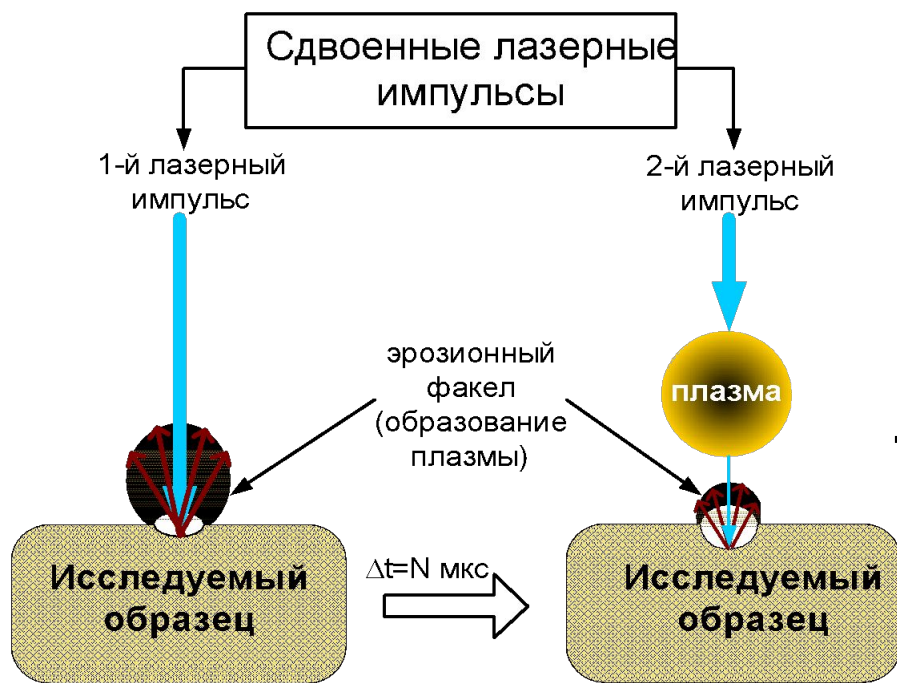 Сдвоенные лазерные
импульсы
1-й лазерный
импульс
2-й лазерный
импульс
эрозионный
факел
(образование
плазмы)
плазма
Исследуемый
образец
Δt=N мкс
Исследуемый
образец